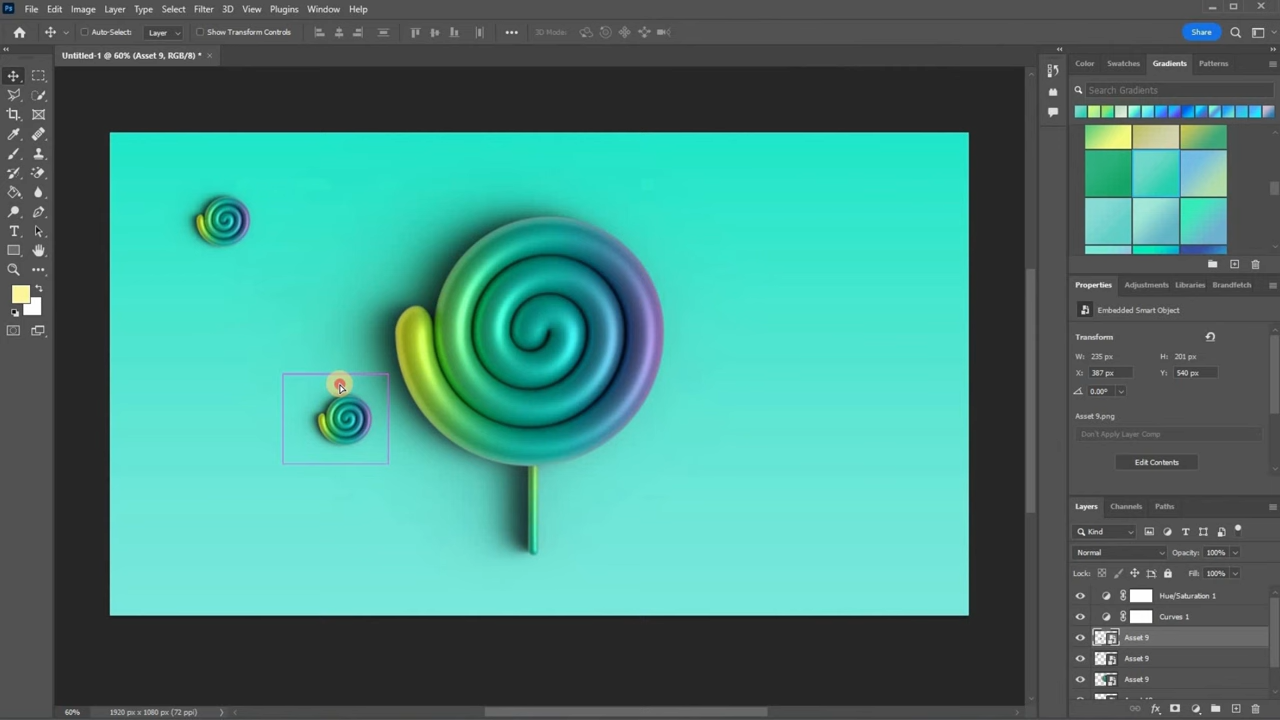 Ps File Edit Image Layer Type Select Filter 3D View Plugins Window Help
Auto-Select: Layer Show Transform Controls 3D Mode: Share
Untitled-1 @ 60% (Asset 9, RGB/8) *
Color Swatches Gradients Patterns
Search Gradients
Properties Adjustments Libraries Brandfetch
Embedded Smart Object
Transform
W: 235 px H: 201 px
X: 387 px Y: 540 px
0.00°
Asset 9.png
Don't Apply Layer Comp
Edit Contents
Layers Channels Paths
Kind
Normal Opacity: 100%
Lock: Fill: 100%
Hue/Saturation 1
Curves 1
Asset 9
Asset 9
Asset 9
60% 1920 px x 1080 px (72 ppi)